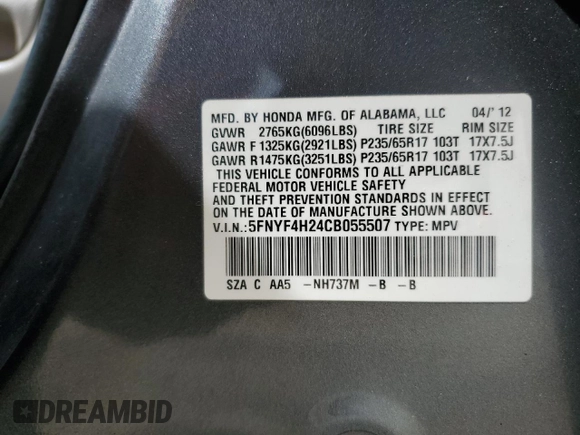 MFD. BY HONDA MFG. OF ALABAMA, LLC 04/'12
GVWR 2765KG(6096LBS) TIRE SIZE RIM SIZE
GAWR F 1325KG(2921LBS) P235/65R17 103T 17X7.5J
GAWR R 1475KG(3251LBS) P235/65R17 103T 17X7.5J
THIS VEHICLE CONFORMS TO ALL APPLICABLE
FEDERAL MOTOR VEHICLE SAFETY
AND THEFT PREVENTION STANDARDS IN EFFECT
ON THE DATE OF MANUFACTURE SHOWN ABOVE.
V.I.N.: 5FNYF4H24CB055507 TYPE: MPV
SZA C AA5 -NH737M -B -B
DREAMBID